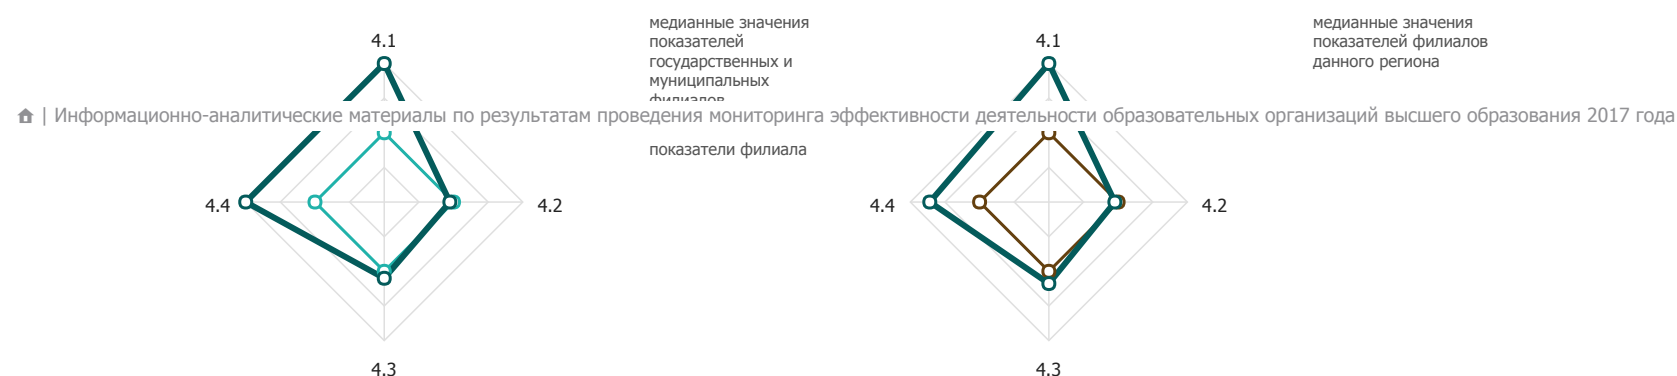 медианные значения
показателей
государственных и
муниципальных
филиалов
показатели филиала
4.1
4.2
4.3
4.4
медианные значения
показателей филиалов
данного региона
4.1
4.2
4.3
4.4
| Информационно-аналитические материалы по результатам проведения мониторинга эффективности деятельности образовательных организаций высшего образования 2017 года